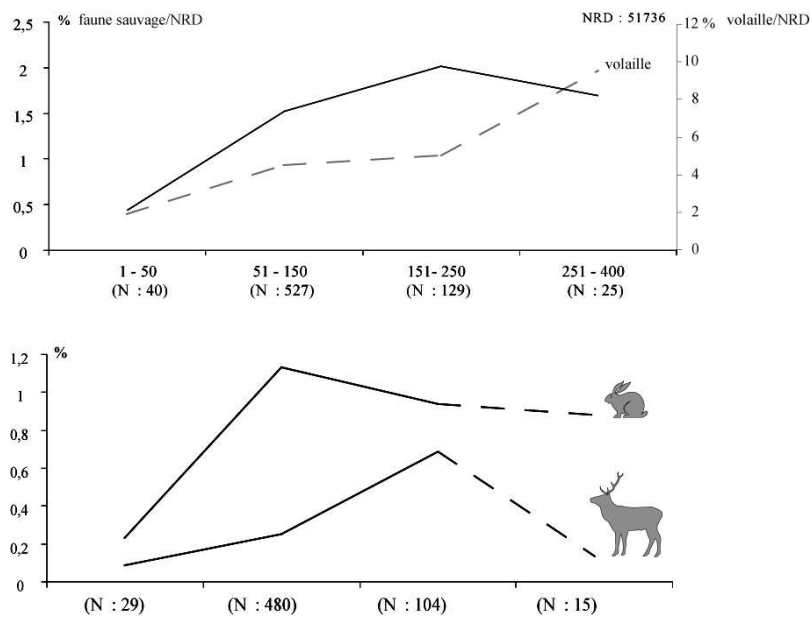 % faune sauvage/NRD
NRD : 51736
12 % volaille/NRD
2,5
2
1,5
1
0,5
0
10
8
6
4
2
0
volaille
1 - 50 51 - 150 151- 250 251 - 400
(N : 40) (N : 527) (N : 129) (N : 25)
%
1,2
1
0,8
0,6
0,4
0,2
0
(N : 29) (N : 480) (N : 104) (N : 15)